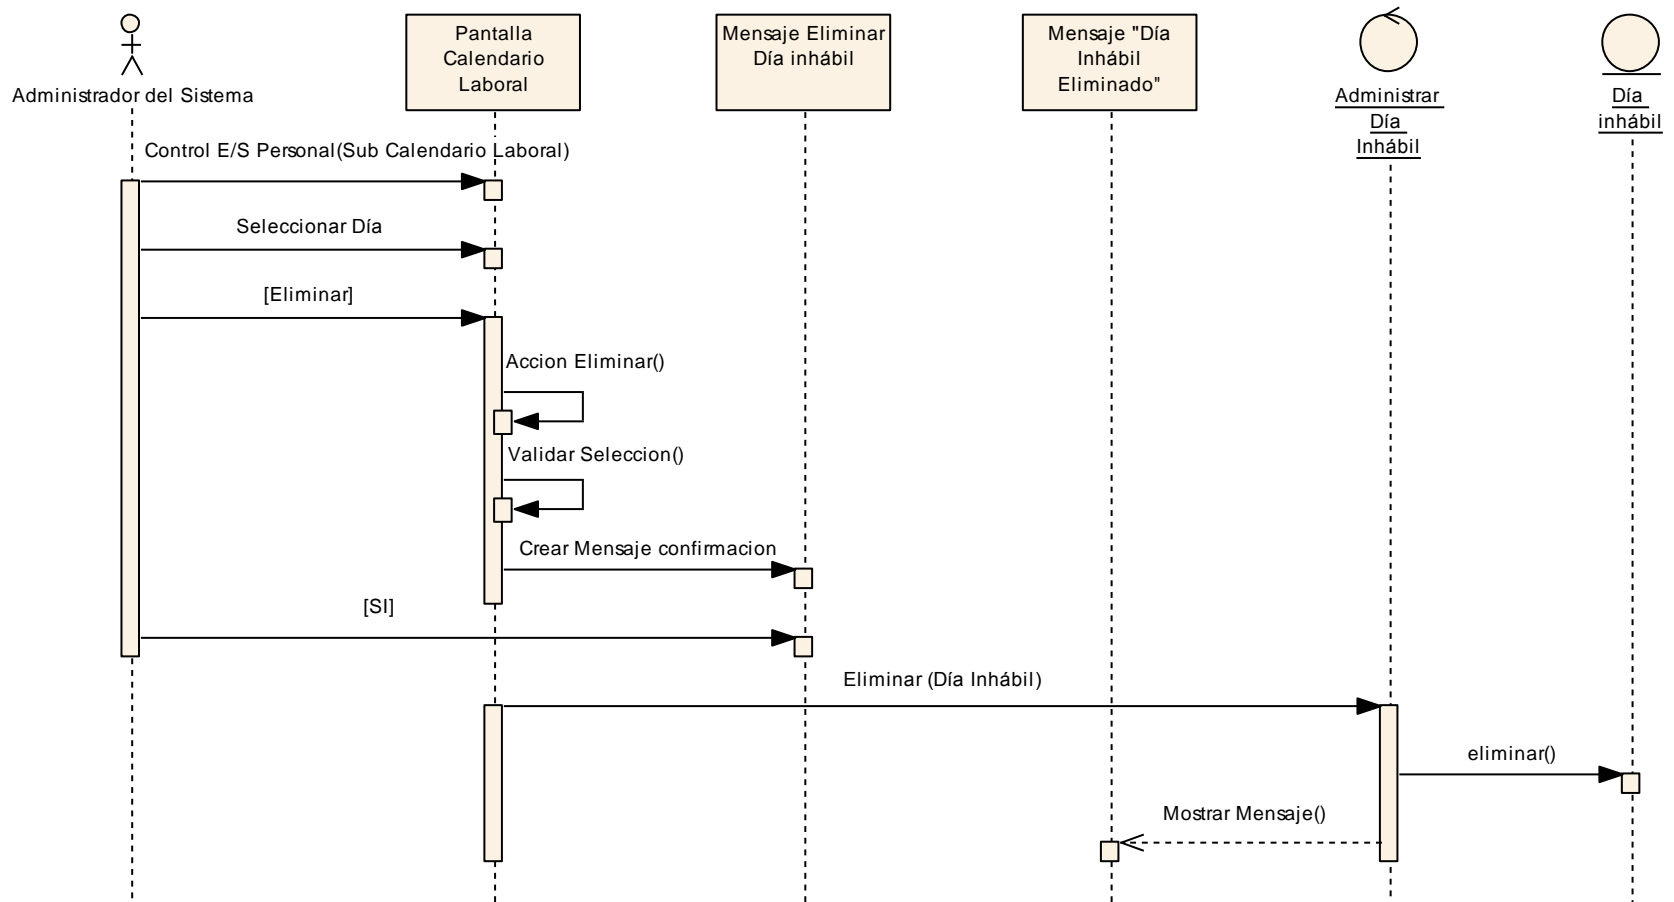 Administrador del Sistema
Pantalla
Calendario
Laboral
Mensaje Eliminar
Día inhábil
Mensaje "Día
Inhábil
Eliminado"
Administrar
Día
Inhábil
Día
inhábil
Control E/S Personal(Sub Calendario Laboral)
Seleccionar Día
[Eliminar]
Accion Eliminar()
Validar Seleccion()
Crear Mensaje confirmacion
[SI]
Eliminar (Día Inhábil)
eliminar()
Mostrar Mensaje()